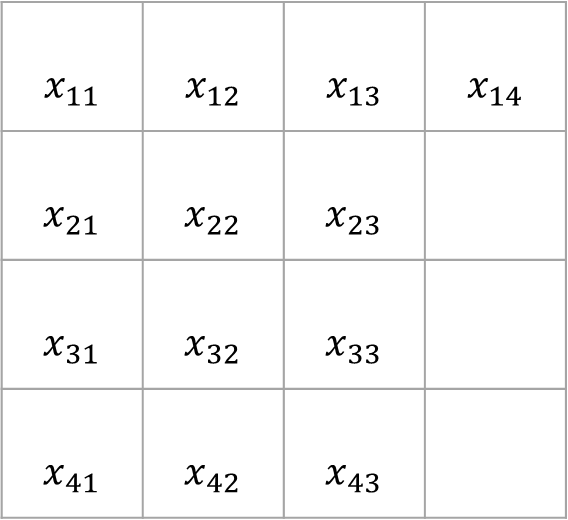 x₁₁ x₁₂ x₁₃ x₁₄
x₂₁ x₂₂ x₂₃
x₃₁ x₃₂ x₃₃
x₄₁ x₄₂ x₄₃